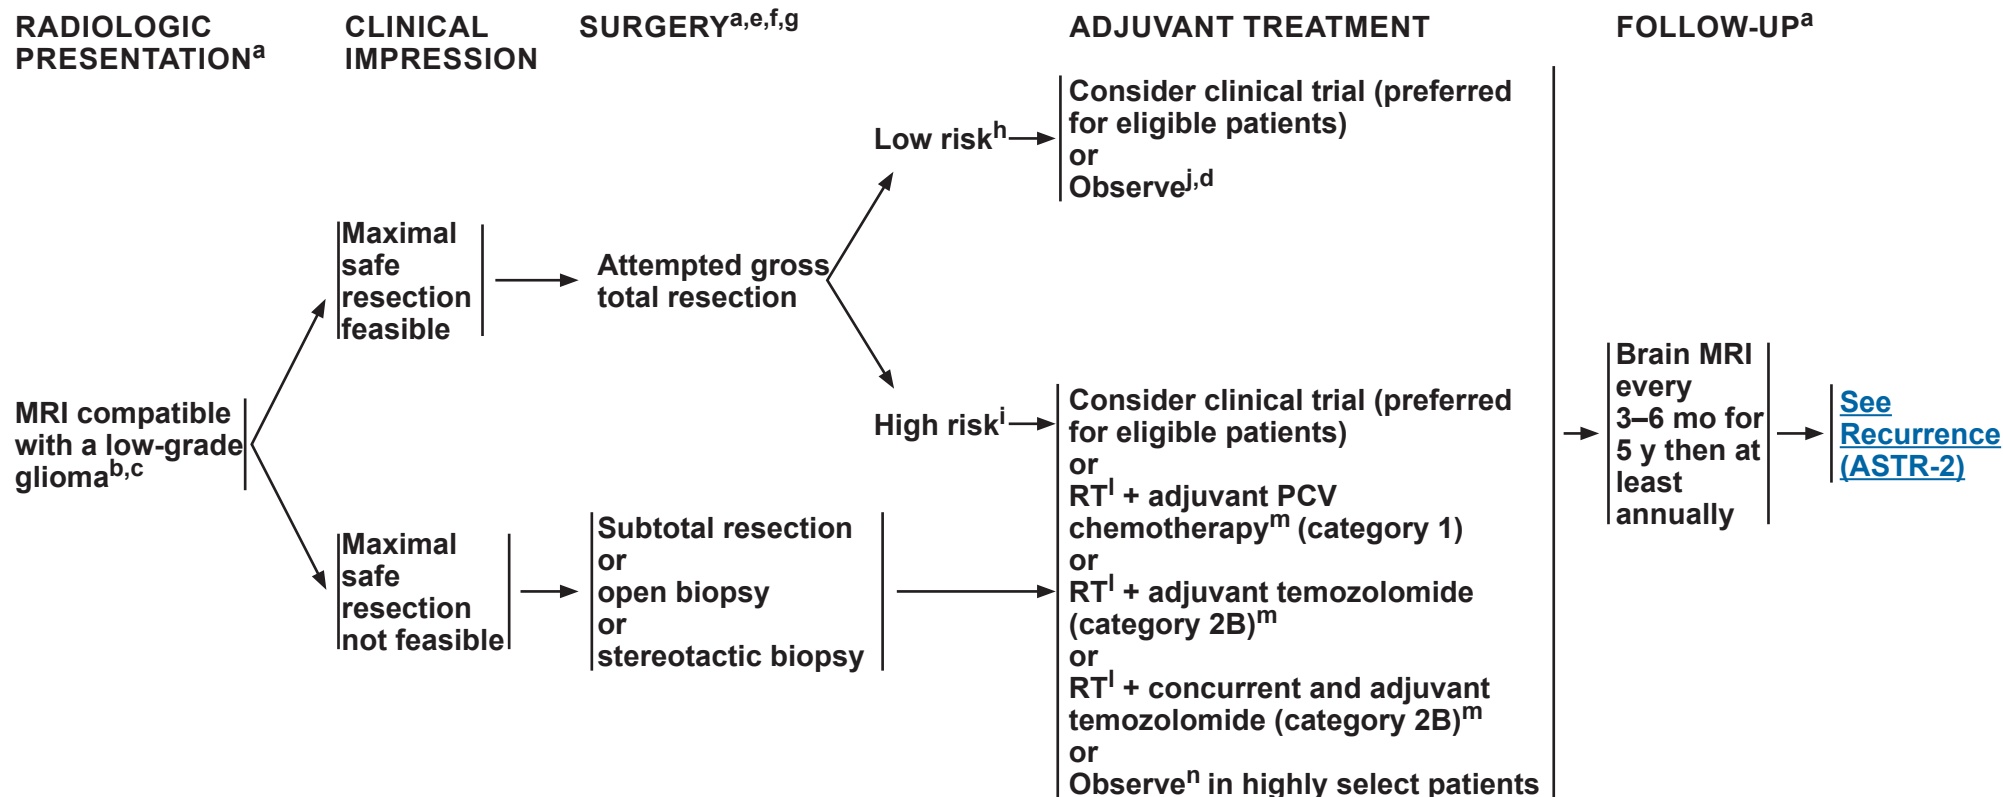 RADIOLOGIC
PRESENTATIONa
CLINICAL
IMPRESSION
SURGERYa,e,f,g
ADJUVANT TREATMENT
FOLLOW-UPa
MRI compatible
with a low-grade
gliomab,c
Maximal
safe
resection
feasible
Attempted gross
total resection
Low riskh
Consider clinical trial (preferred
for eligible patients)
or
Observej,d
High riski
Maximal
safe
resection
not feasible
Subtotal resection
or
open biopsy
or
stereotactic biopsy
Consider clinical trial (preferred
for eligible patients)
or
RTl + adjuvant PCV
chemotherapym (category 1)
or
RTl + adjuvant temozolomide
(category 2B)m
or
RTl + concurrent and adjuvant
temozolomide (category 2B)m
or
Observen in highly select patients
Brain MRI
every
3–6 mo for
5 y then at
least
annually
See
Recurrence
(ASTR-2)